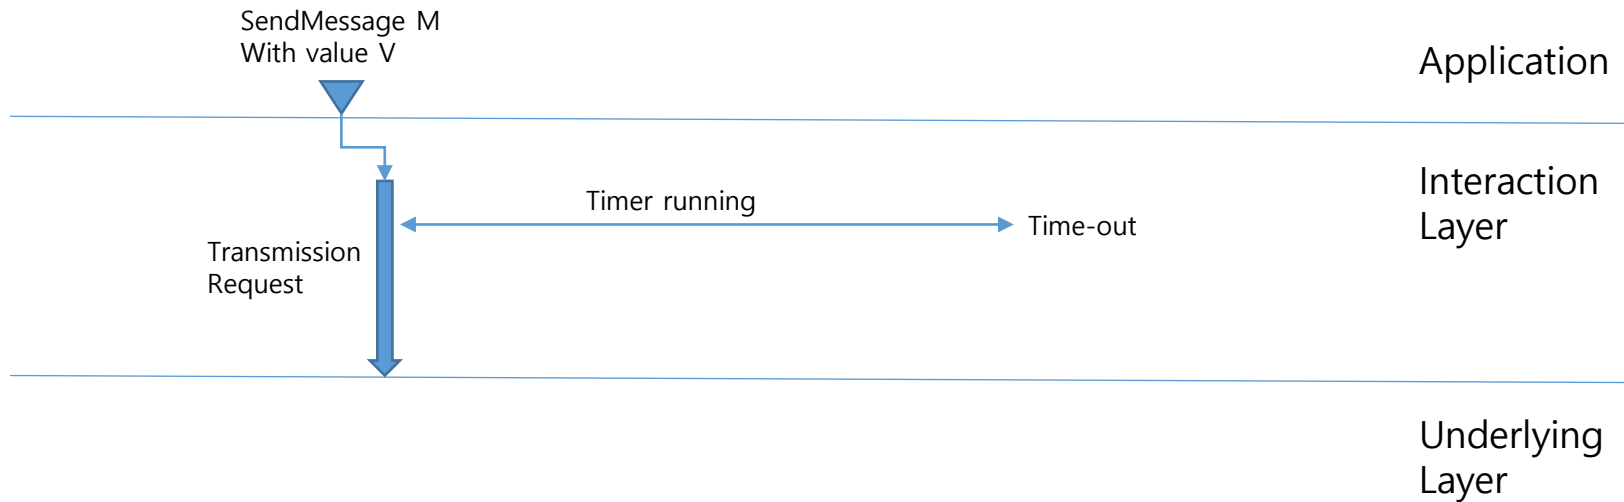 SendMessage M
With value V
Application
Interaction
Layer
Timer running
Time-out
Transmission
Request
Underlying
Layer